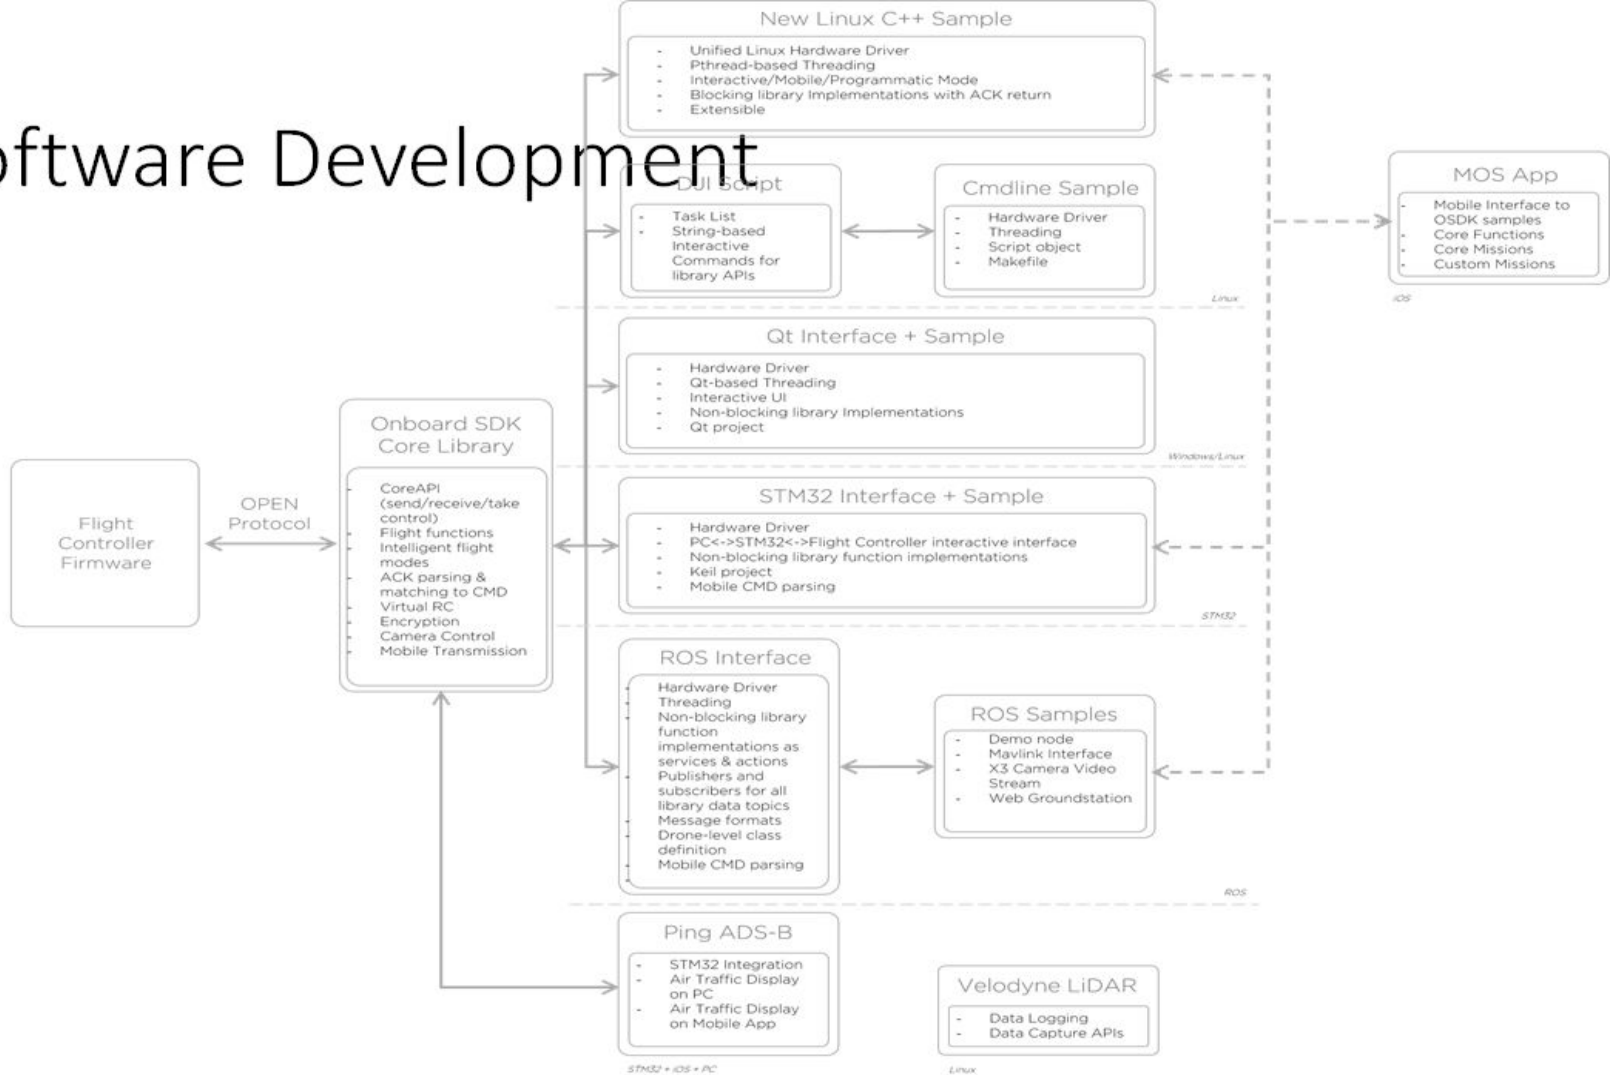 New Linux C++ Sample
- Unified Linux Hardware Driver
- Pthread-based Threading
- Interactive/Mobile/Programmatic Mode
- Blocking library Implementations with ACK return
- Extensible
oftware Development
DJI Script
- Task List
- String-based
Interactive
Commands for
library APIs
Cmdline Sample
- Hardware Driver
- Threading
- Script object
- Makefile
Linux
MOS App
- Mobile Interface to
OSDK samples
- Core Functions
- Core Missions
- Custom Missions
iOS
Qt Interface + Sample
- Hardware Driver
- Qt-based Threading
- Interactive UI
- Non-blocking library Implementations
- Qt project
Windows/Linux
Flight
Controller
Firmware
OPEN
Protocol
Onboard SDK
Core Library
- CoreAPI
(send/receive/take
control)
- Flight functions
- Intelligent flight
modes
- ACK parsing &
matching to CMD
- Virtual RC
- Encryption
- Camera Control
- Mobile Transmission
STM32 Interface + Sample
- Hardware Driver
- PC<->STM32<->Flight Controller interactive interface
- Non-blocking library function implementations
- Keil project
- Mobile CMD parsing
STM32
ROS Interface
- Hardware Driver
- Threading
- Non-blocking library
function
implementations as
services & actions
- Publishers and
subscribers for all
library data topics
- Message formats
- Drone-level class
definition
- Mobile CMD parsing
-
ROS Samples
- Demo node
- Mavlink Interface
- X3 Camera Video
Stream
- Web Groundstation
ROS
Ping ADS-B
- STM32 Integration
- Air Traffic Display
on PC
- Air Traffic Display
on Mobile App
STM32 + iOS + PC
Velodyne LiDAR
- Data Logging
- Data Capture APIs
Linux